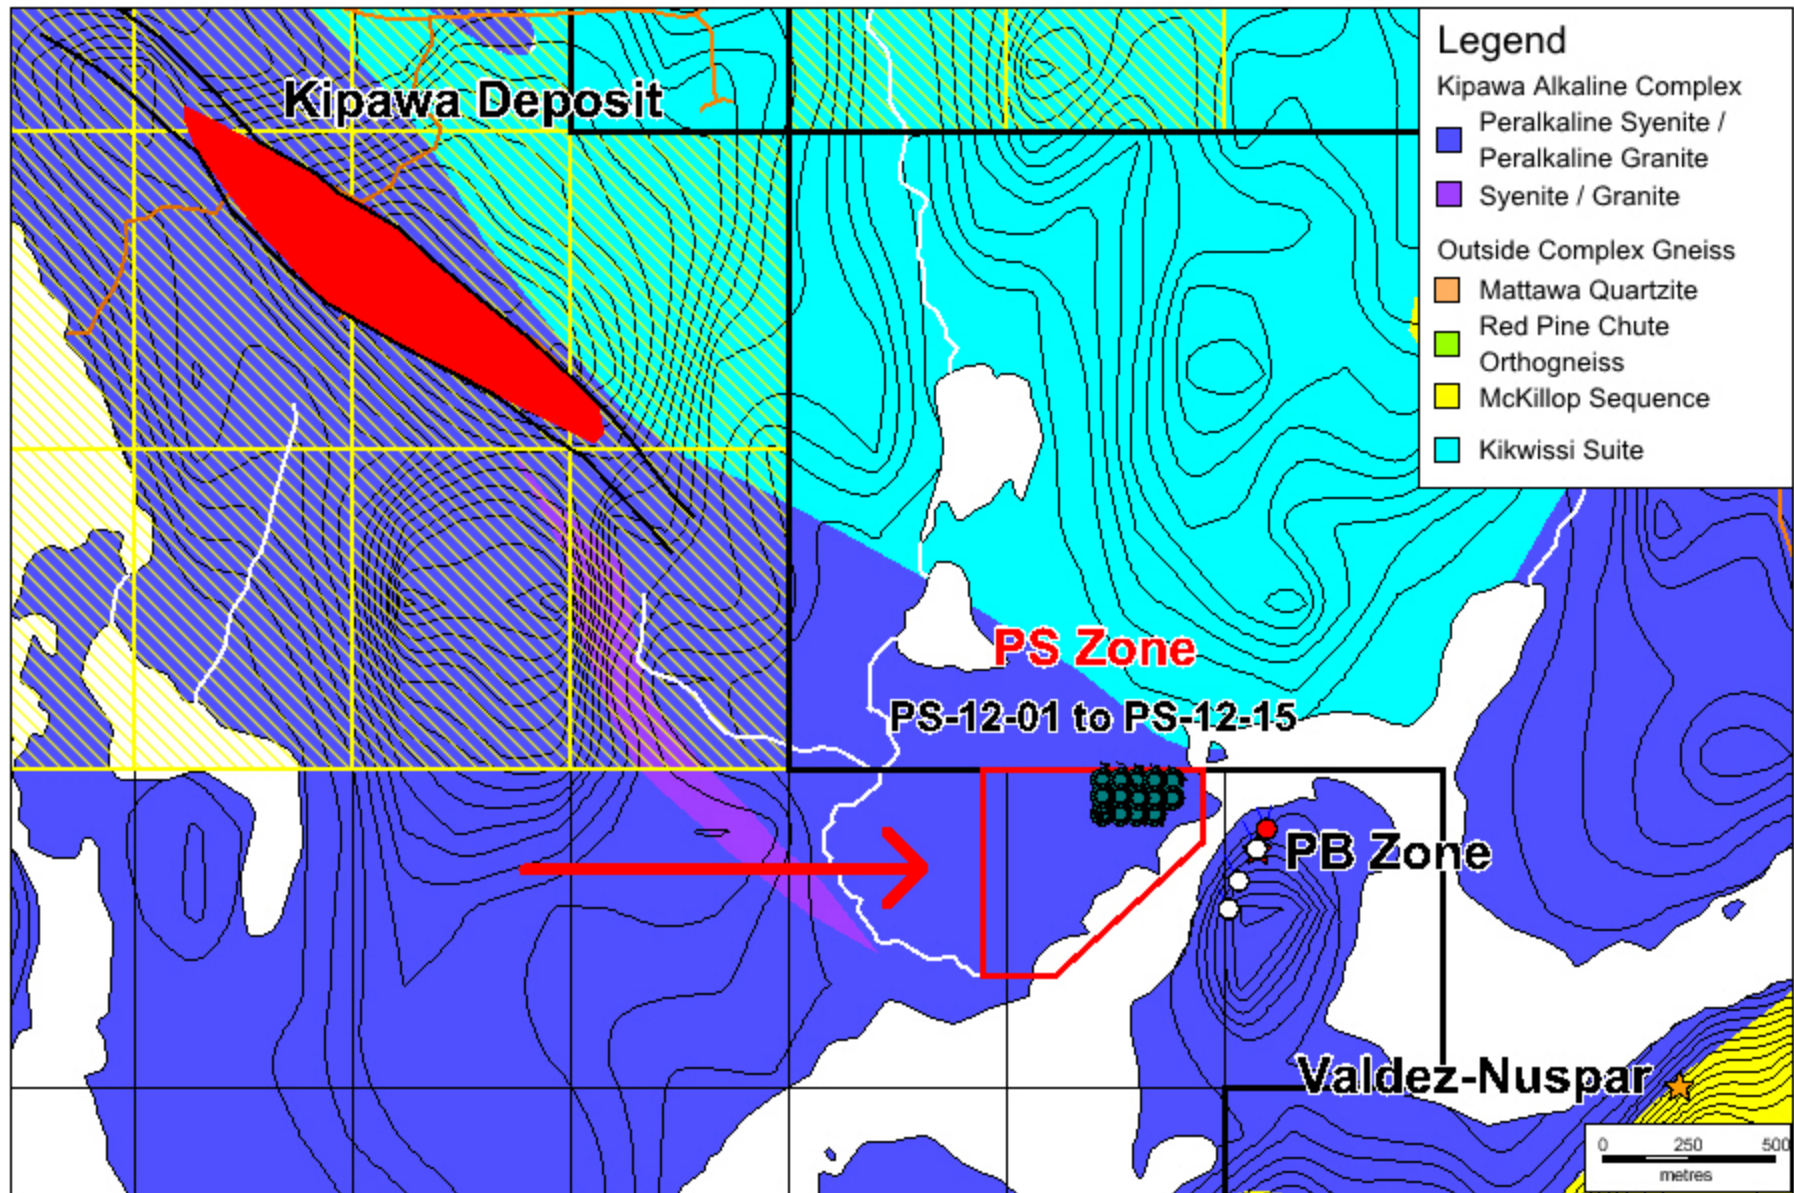 Legend
Kipawa Alkaline Complex
Peralkaline Syenite /
Peralkaline Granite
Syenite / Granite
Outside Complex Gneiss
Mattawa Quartzite
Red Pine Chute
Orthogneiss
McKillop Sequence
Kikwissi Suite
Kipawa Deposit
PS Zone
PS-12-01 to PS-12-15
PB Zone
Valdez-Nuspar
0 250 500
metres